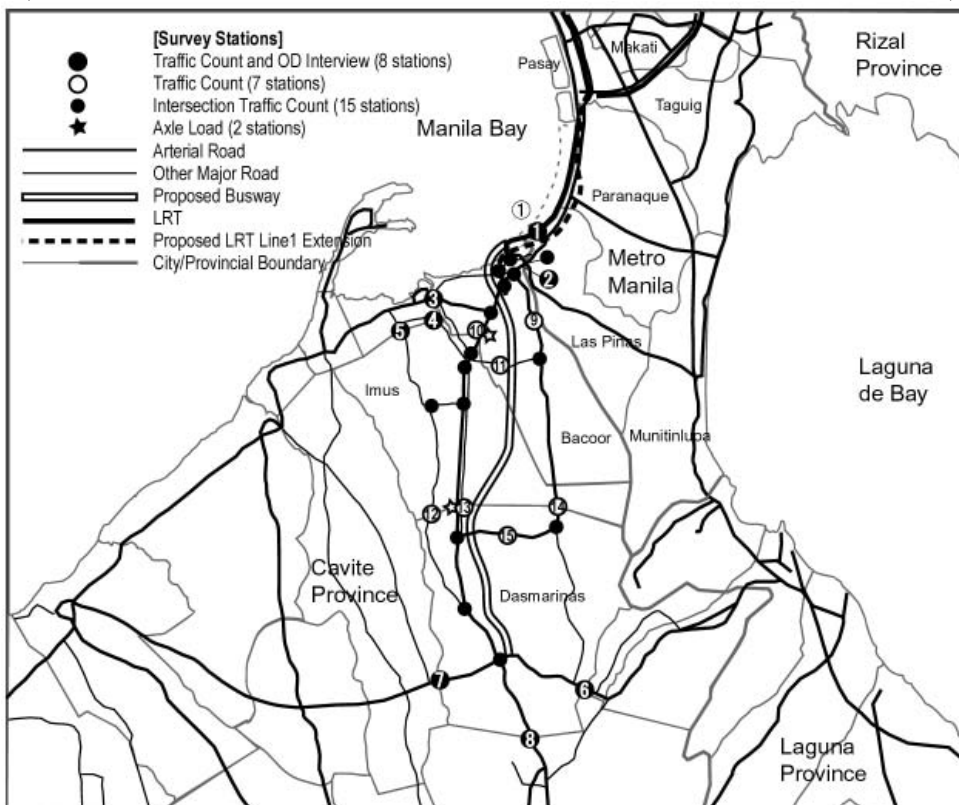 [Survey Stations]
Traffic Count and OD Interview (8 stations)
Traffic Count (7 stations)
Intersection Traffic Count (15 stations)
Axle Load (2 stations)
Arterial Road
Other Major Road
Proposed Busway
LRT
Proposed LRT Line1 Extension
City/Provincial Boundary
Makati
Pasay
Rizal
Province
Taguig
Manila Bay
Paranaque
1
1
Metro
Manila
2
3
4
5
10
9
Las Pinas
11
Laguna
de Bay
Imus
Bacoor
Munitinlupa
12
13
14
15
Cavite
Province
Dasmarinas
7
6
8
Laguna
Province